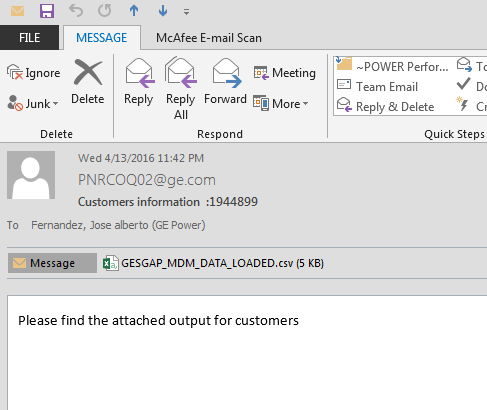 FILE MESSAGE McAfee E-mail Scan
Ignore
Junk
Delete
Reply
Reply All
Forward
Meeting
More
~POWER Perfor...
Team Email
Reply & Delete
To
Do
Cr
Delete Respond Quick Steps
Wed 4/13/2016 11:42 PM
PNRCOQ02@ge.com
Customers information :1944899
To Fernandez, Jose alberto (GE Power)
Message GESGAP_MDM_DATA_LOADED.csv (5 KB)
Please find the attached output for customers